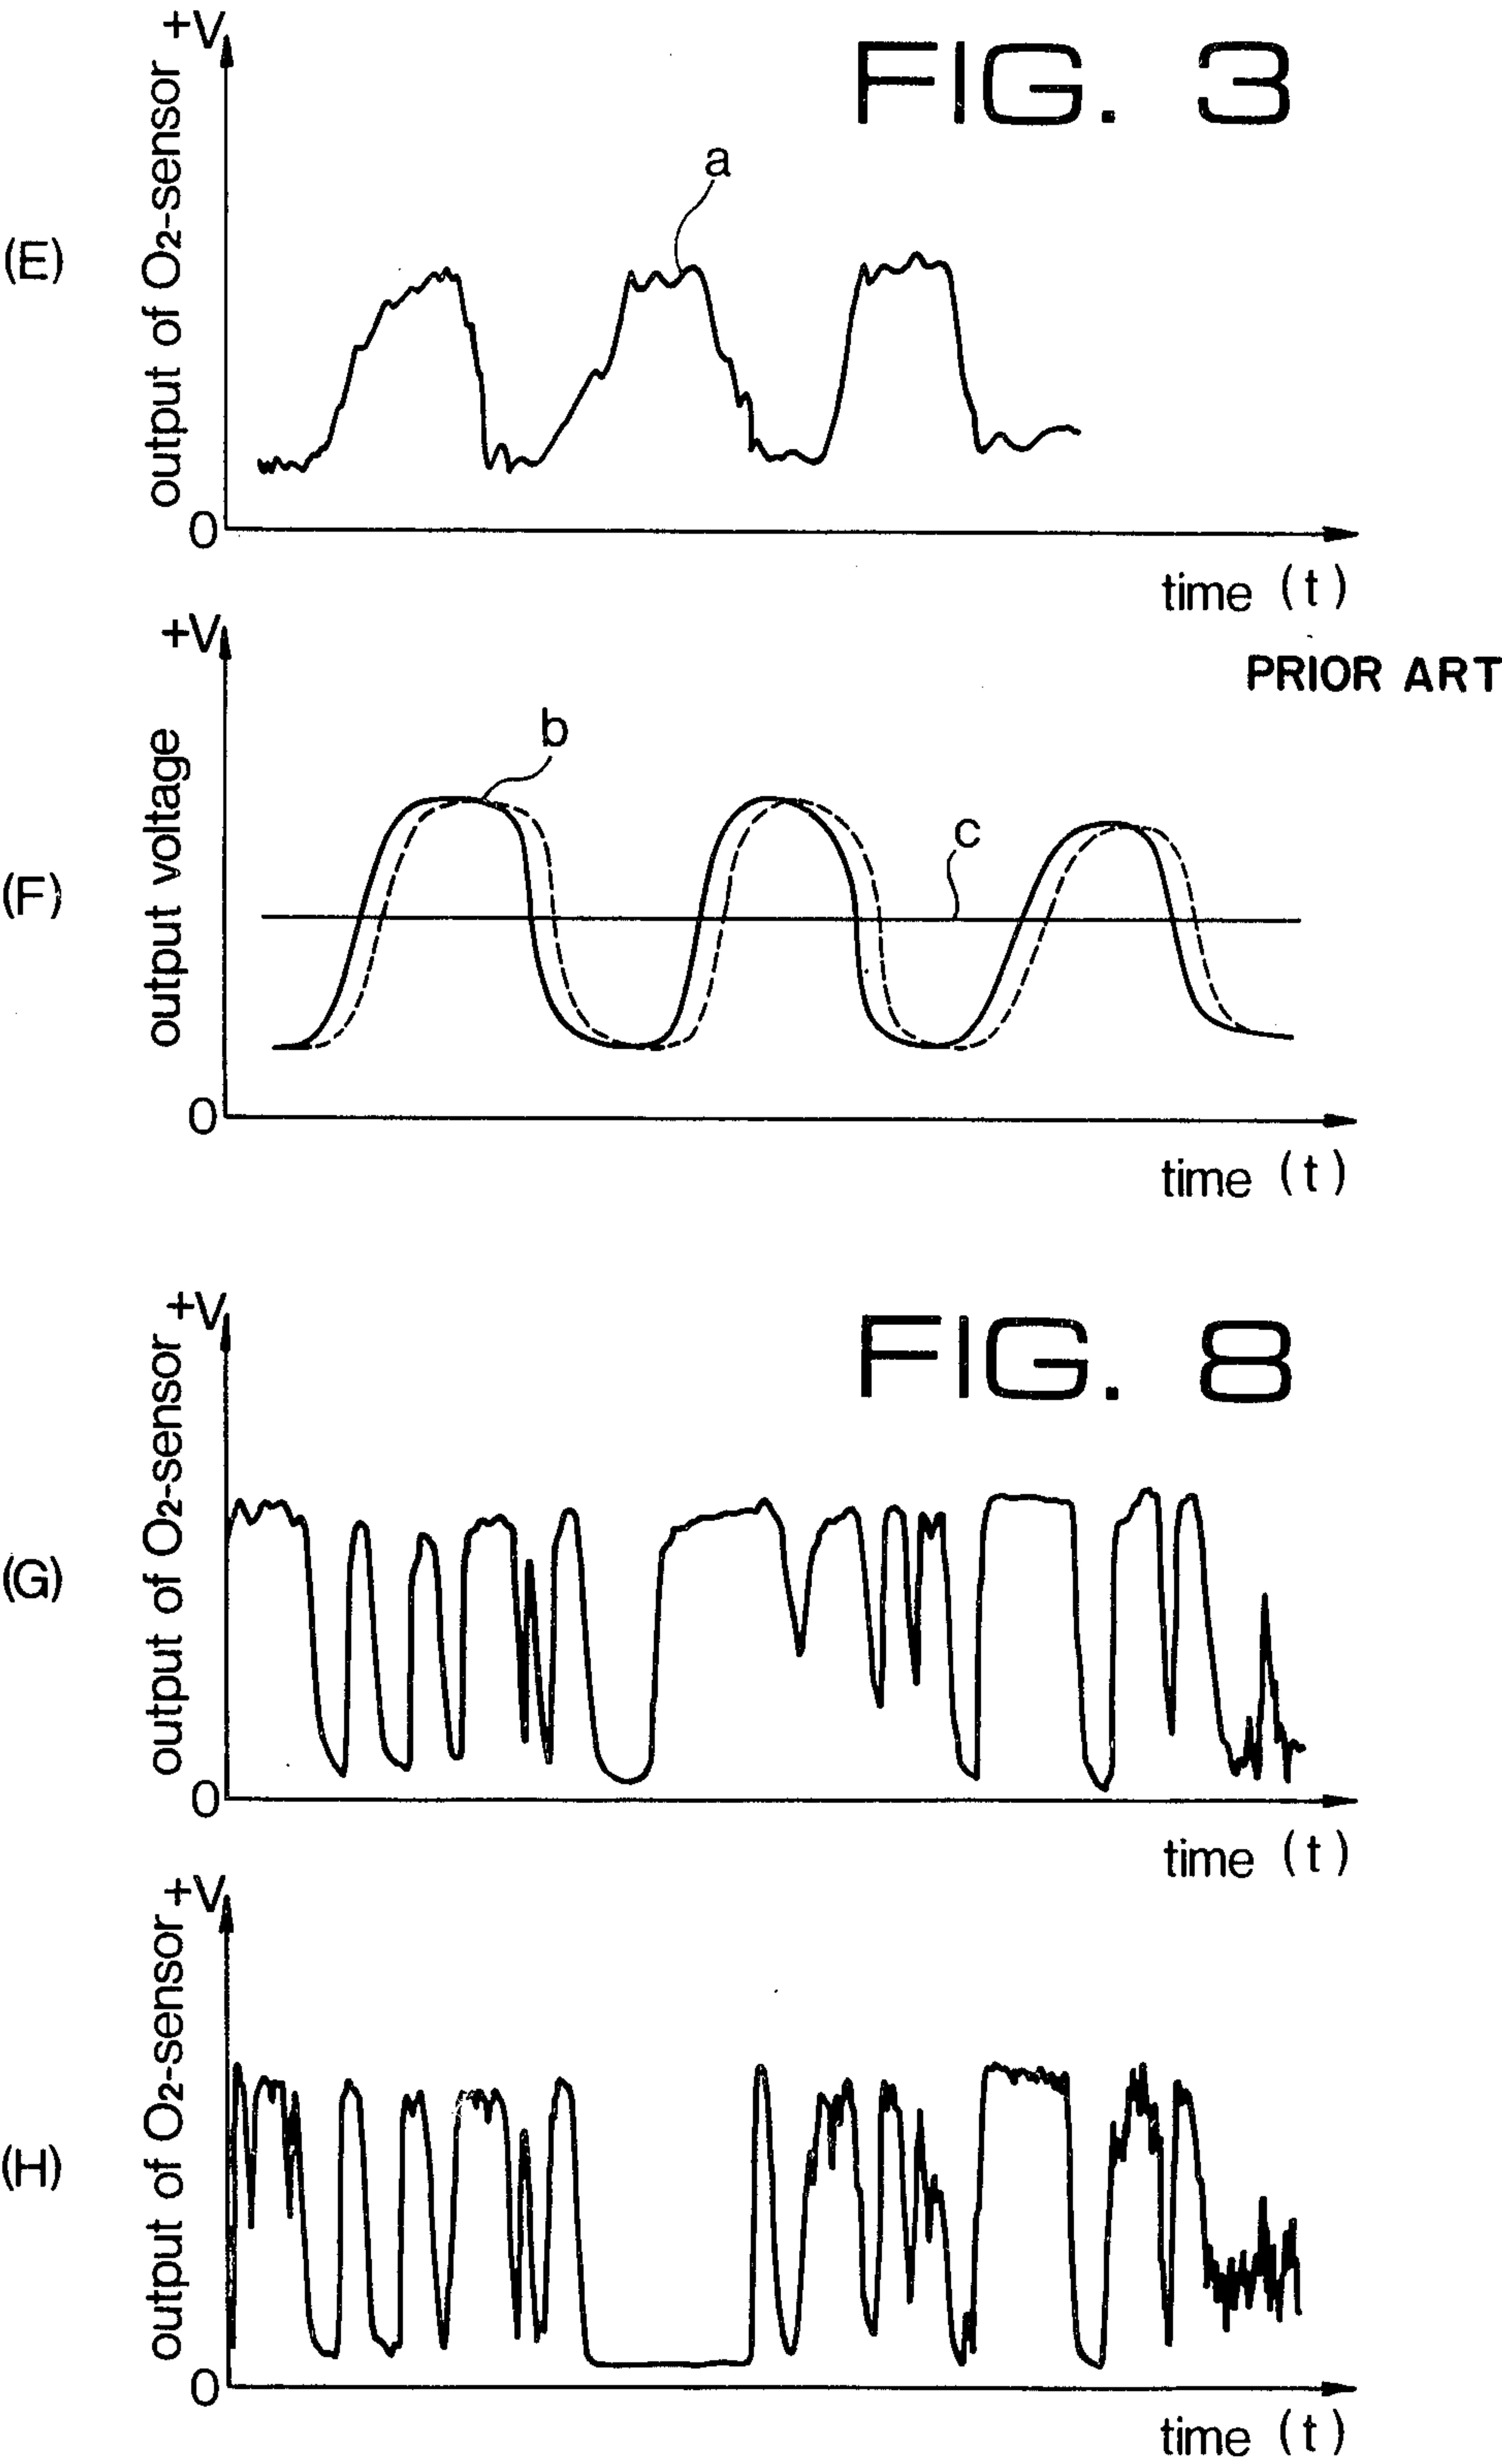 FIG. 3
(E)
output of O2-sensor
+V
a
0
time (t)
PRIOR ART
(F)
output voltage
+V
b
c
0
time (t)
FIG. 8
(G)
output of O2-sensor
+V
0
time (t)
(H)
output of O2-sensor
+V
0
time (t)